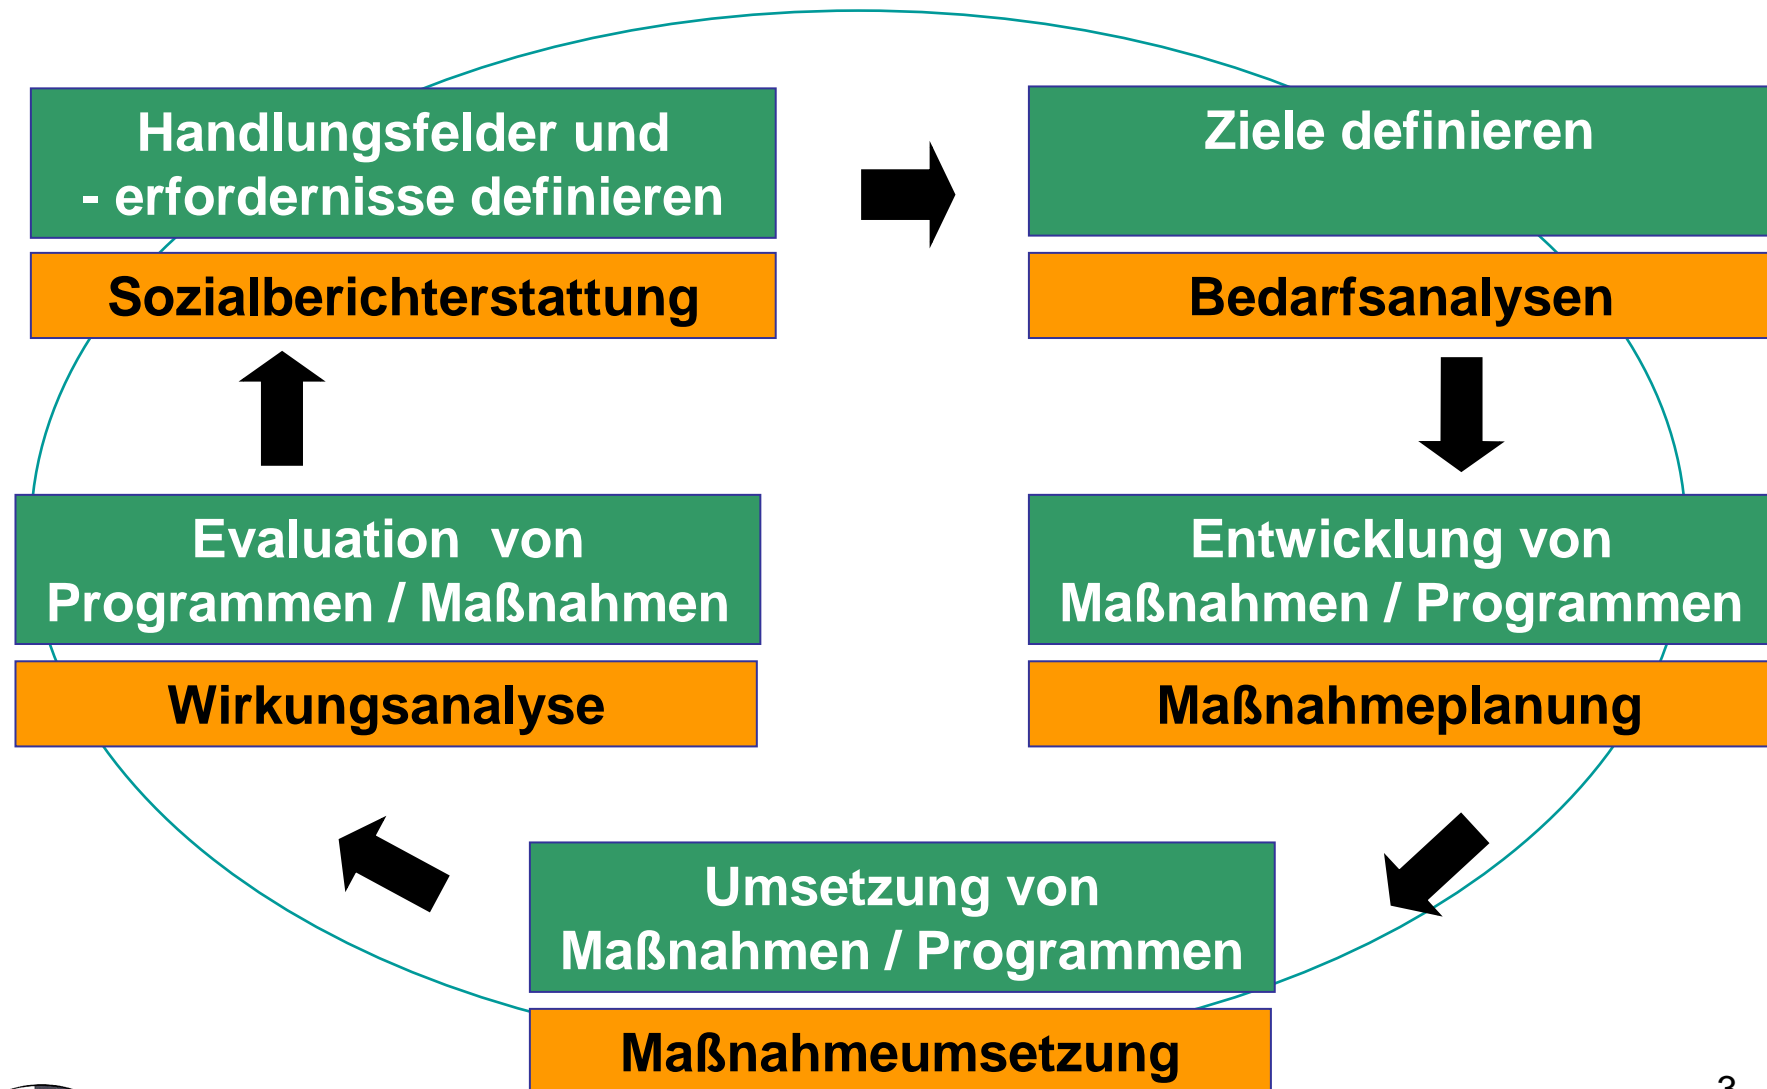 Handlungsfelder und
- erfordernisse definieren
Sozialberichterstattung
Ziele definieren
Bedarfsanalysen
Entwicklung von
Maßnahmen / Programmen
Maßnahmeplanung
Umsetzung von
Maßnahmen / Programmen
Maßnahmeumsetzung
Evaluation von
Programmen / Maßnahmen
Wirkungsanalyse
3